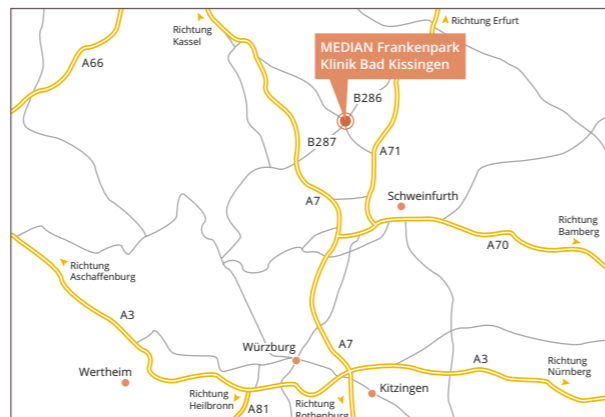 Richtung
Kassel
Richtung Erfurt
MEDIAN Frankenpark
Klinik Bad Kissingen
A66
B286
B287
A71
A7
Schweinfurth
Richtung
Bamberg
A70
Richtung
Aschaffenburg
A3
Würzburg
A7
A3
Wertheim
Richtung
Nürnberg
Kitzingen
Richtung
Heilbronn
A81
Richtung
Rothenburg